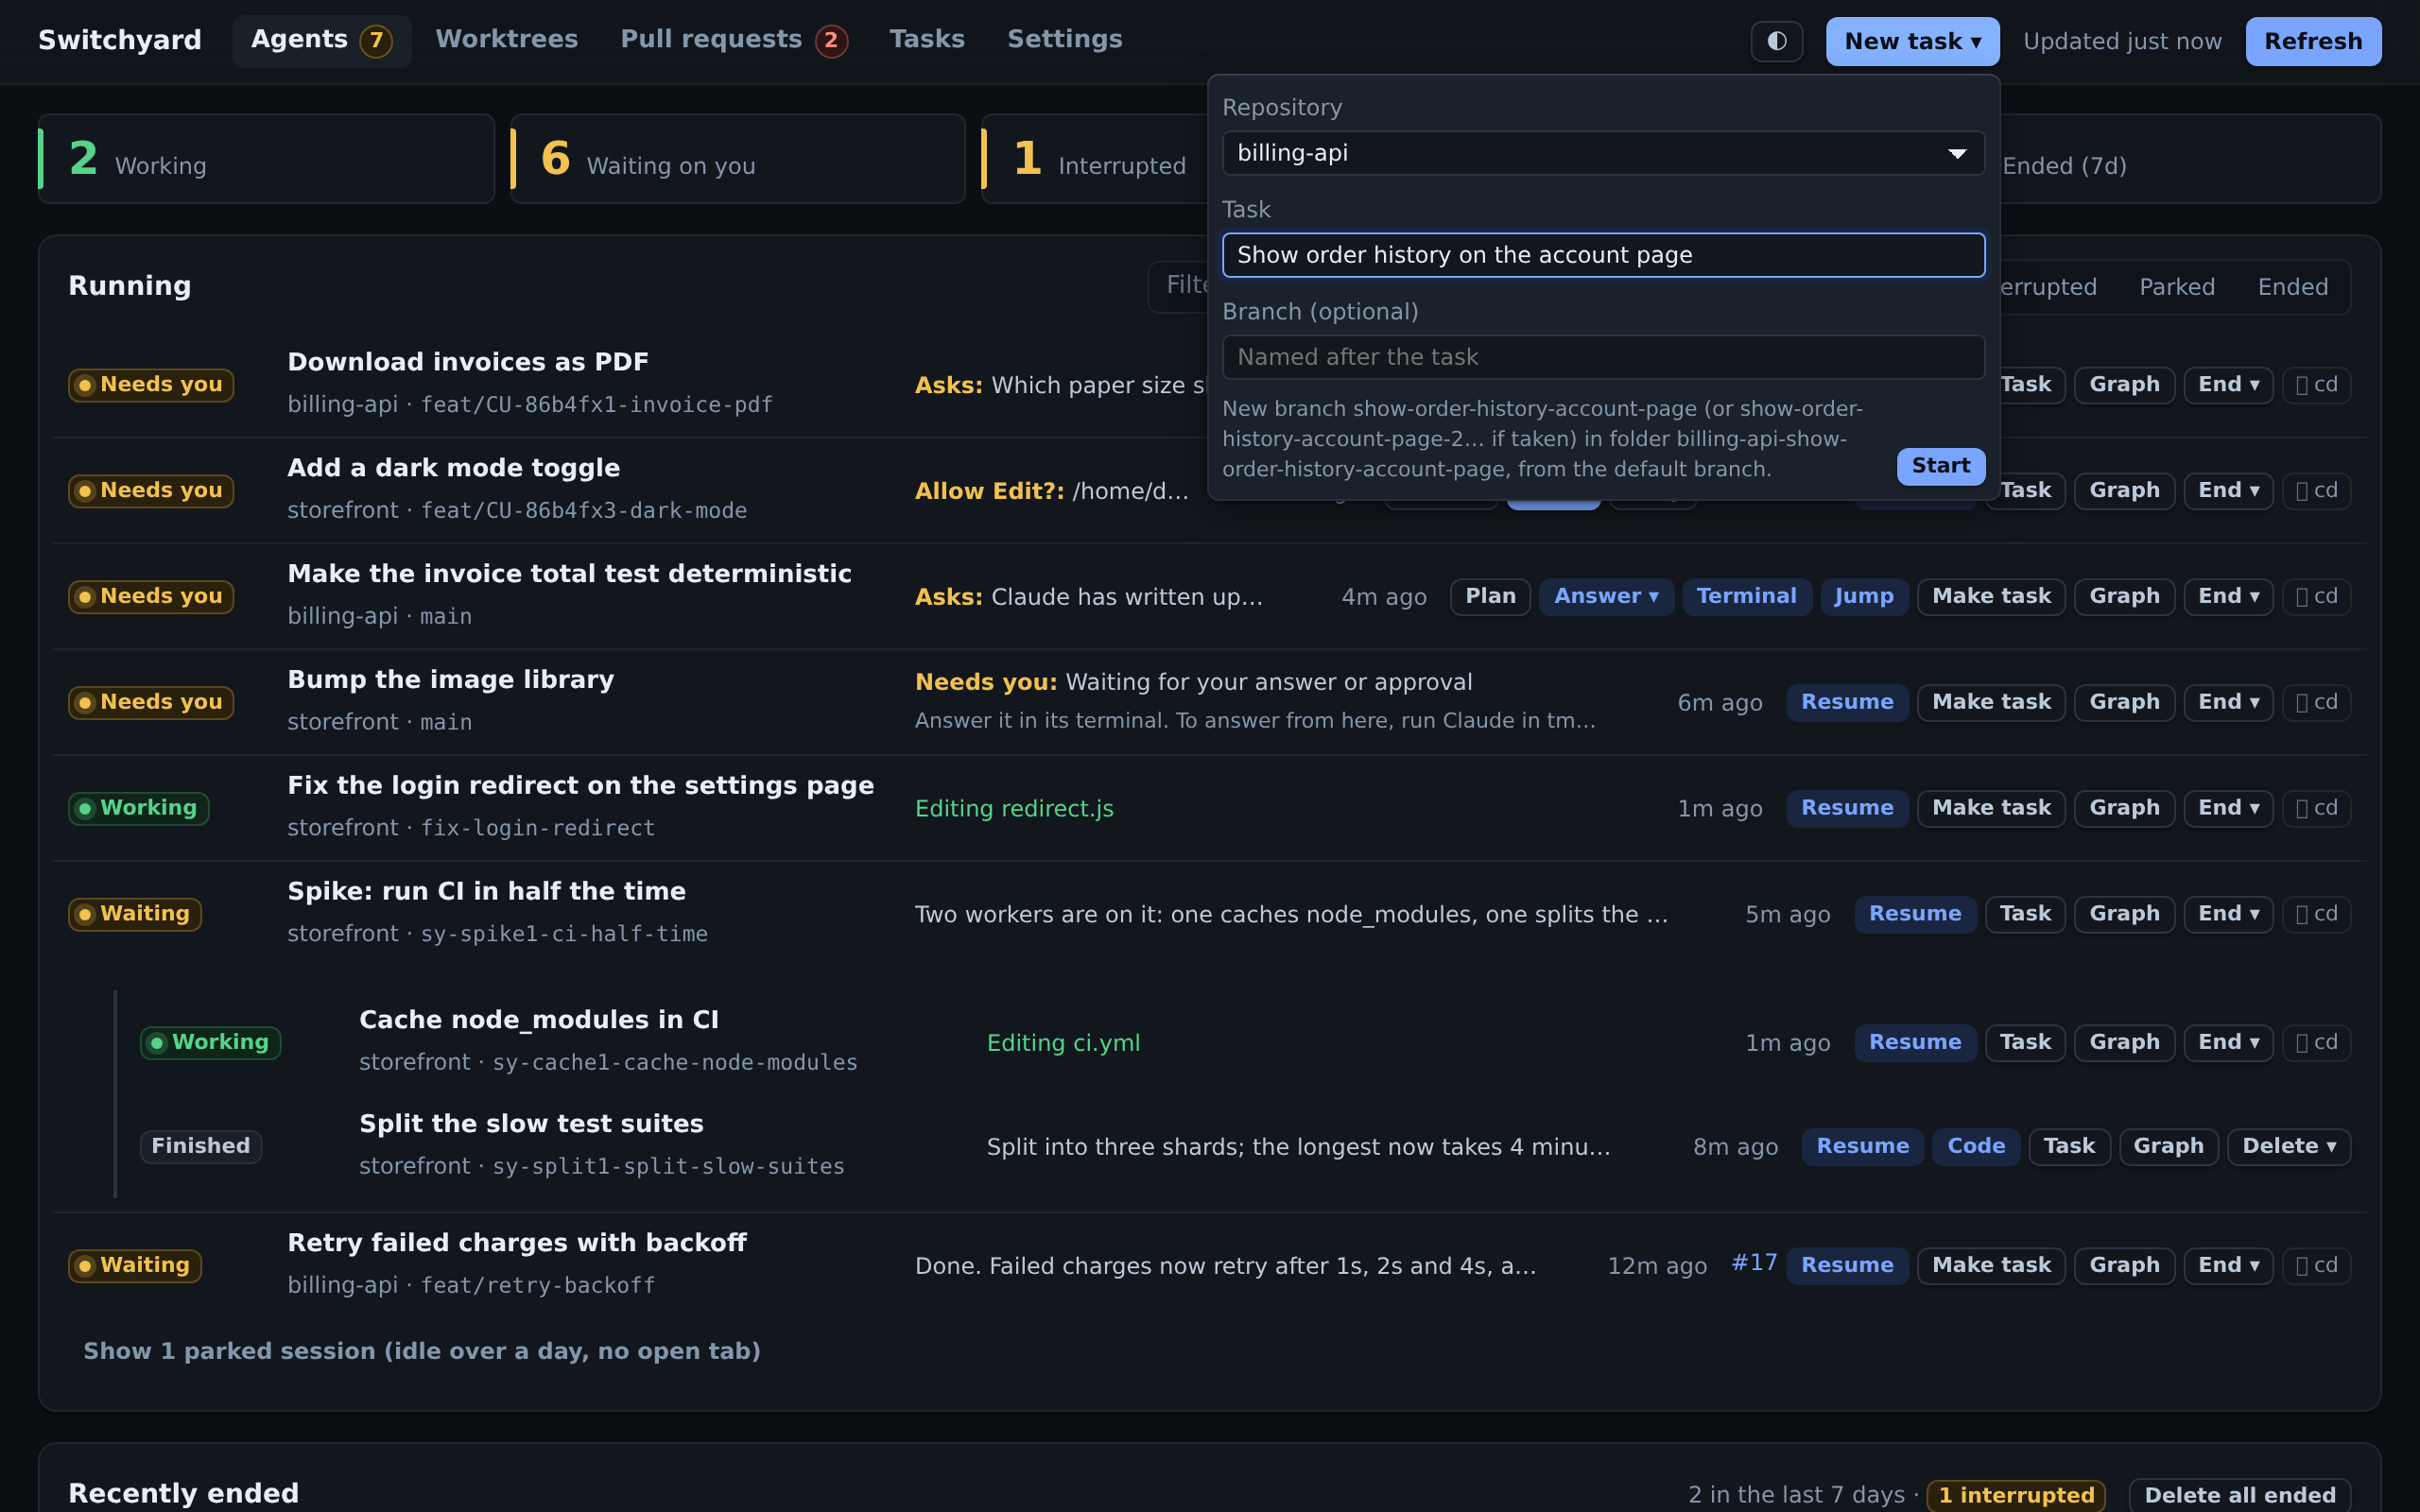 Switchyard
Agents 7
Worktrees
Pull requests 2
Tasks
Settings
New task ▾
Updated just now
Refresh
2 Working
6 Waiting on you
1 Interrupted
Ended (7d)
Repository
billing-api
Task
Show order history on the account page
Branch (optional)
Named after the task
New branch show-order-history-account-page (or show-order-
history-account-page-2… if taken) in folder billing-api-show-
order-history-account-page, from the default branch.
Start
Running
Parked
Ended
Needs you
Download invoices as PDF
billing-api · feat/CU-86b4fx1-invoice-pdf
Asks: Which paper size
Task
Graph
End ▾
cd
Needs you
Add a dark mode toggle
storefront · feat/CU-86b4fx3-dark-mode
Allow Edit?: /home/d…
Task
Graph
End ▾
cd
Needs you
Make the invoice total test deterministic
billing-api · main
Asks: Claude has written up…
4m ago
Plan
Answer ▾
Terminal
Jump
Make task
Graph
End ▾
cd
Needs you
Bump the image library
storefront · main
Needs you: Waiting for your answer or approval
Answer it in its terminal. To answer from here, run Claude in tm…
6m ago
Resume
Make task
Graph
End ▾
cd
Working
Fix the login redirect on the settings page
storefront · fix-login-redirect
Editing redirect.js
1m ago
Resume
Make task
Graph
End ▾
cd
Waiting
Spike: run CI in half the time
storefront · sy-spike1-ci-half-time
Two workers are on it: one caches node_modules, one splits the …
5m ago
Resume
Task
Graph
End ▾
cd
Working
Cache node_modules in CI
storefront · sy-cache1-cache-node-modules
Editing ci.yml
1m ago
Resume
Task
Graph
End ▾
cd
Finished
Split the slow test suites
storefront · sy-split1-split-slow-suites
Split into three shards; the longest now takes 4 minu…
8m ago
Resume
Code
Task
Graph
Delete ▾
Waiting
Retry failed charges with backoff
billing-api · feat/retry-backoff
Done. Failed charges now retry after 1s, 2s and 4s, a…
12m ago
#17
Resume
Make task
Graph
End ▾
cd
Show 1 parked session (idle over a day, no open tab)
Recently ended
2 in the last 7 days · 1 interrupted
Delete all ended